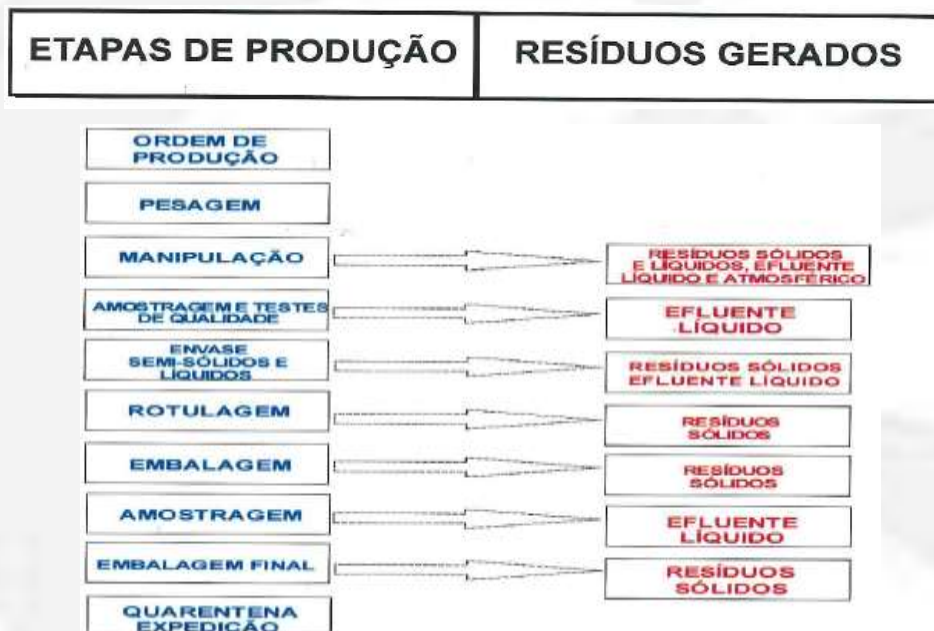 ETAPAS DE PRODUÇÃO
RESÍDUOS GERADOS
ORDEM DE
PRODUÇÃO
PESAGEM
MANIPULAÇÃO
RESÍDUOS SÓLIDOS
E LÍQUIDOS, EFLUENTE
LÍQUIDO E ATMOSFÉRICO
AMOSTRAGEM E TESTES
DE QUALIDADE
EFLUENTE
LÍQUIDO
ENVASE
SEMI-SÓLIDOS E
LÍQUIDOS
RESÍDUOS SÓLIDOS
EFLUENTE LÍQUIDO
ROTULAGEM
RESÍDUOS
SÓLIDOS
EMBALAGEM
RESÍDUOS
SÓLIDOS
AMOSTRAGEM
EFLUENTE
LÍQUIDO
EMBALAGEM FINAL
RESÍDUOS
SÓLIDOS
QUARENTENA
EXPEDIÇÃO